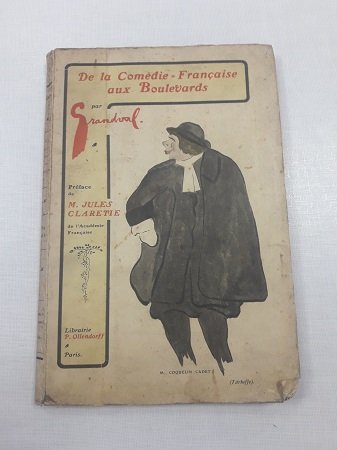 De la Comédie-Française
aux Boulevards
par
Grandval.
Préface
de
M. JULES
CLARETIE
de l'Académie
Française
Librairie
P. Ollendorff
Paris.
M. COQUELIN CADET
(Tartuffe).